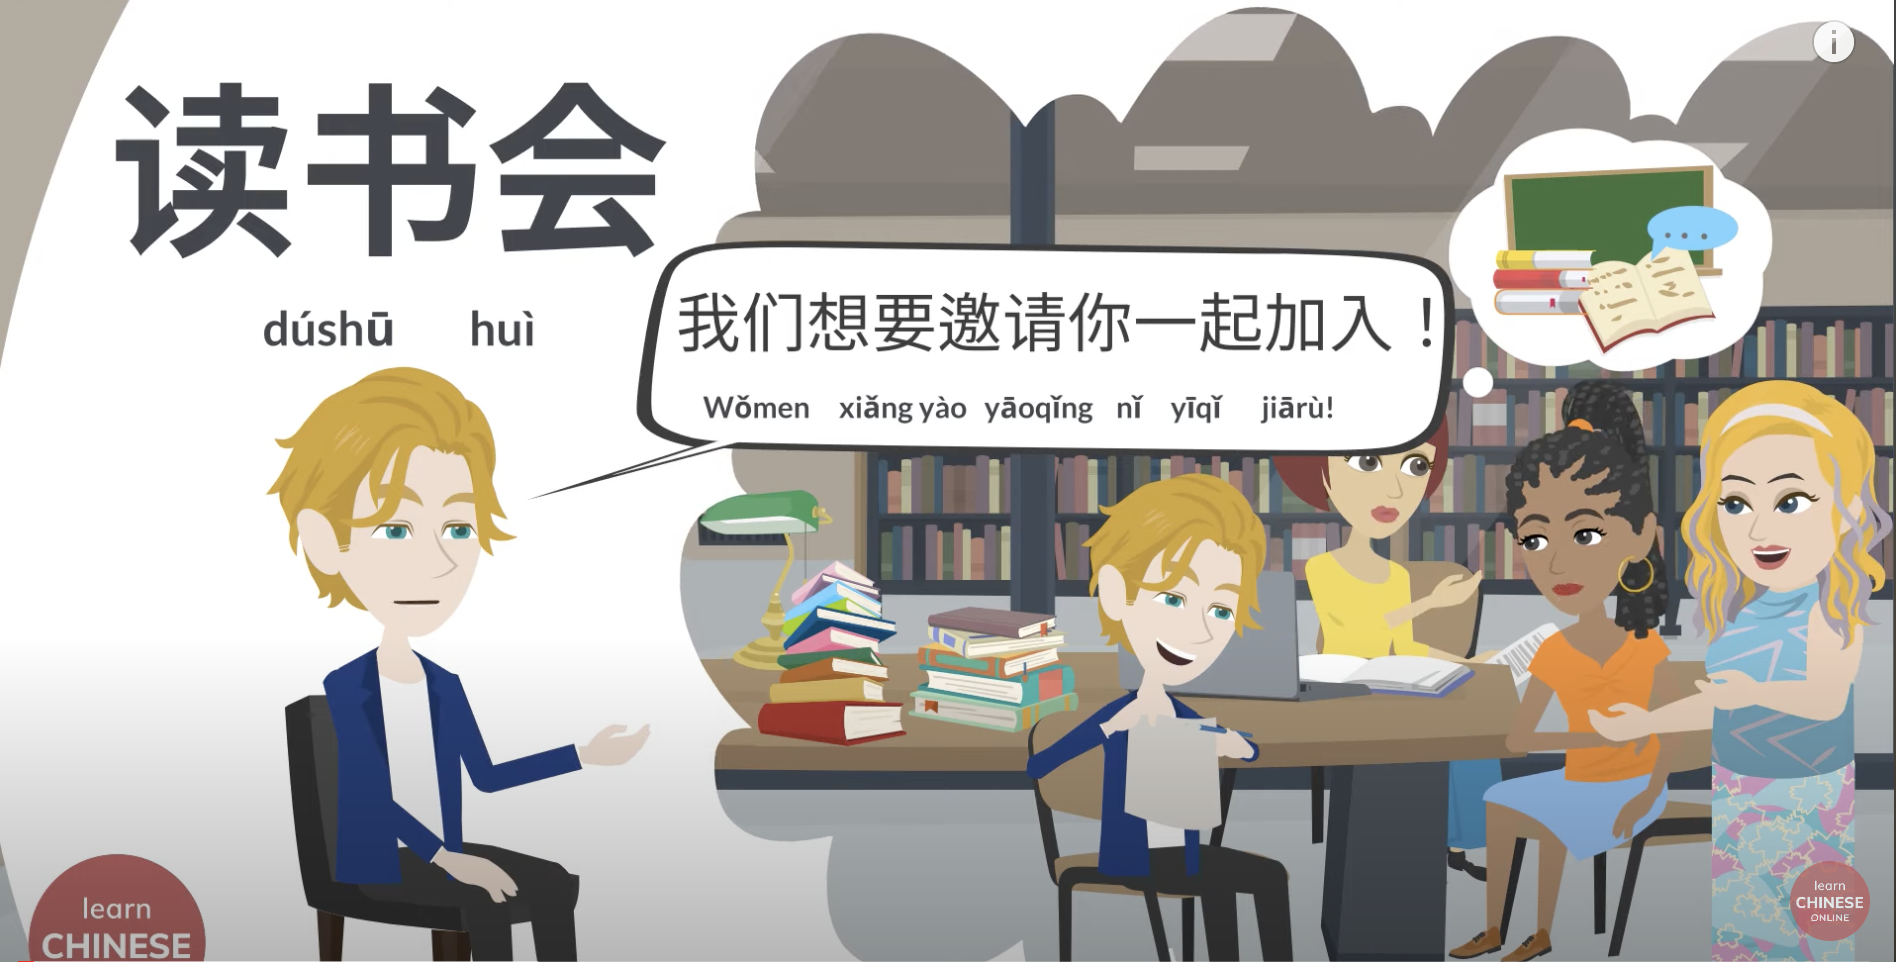 读书会
dúshū huì
我们想要邀请你一起加入！
Wǒmen xiǎng yào yāoqǐng nǐ yīqǐ jiārù!
learn
CHINESE
learn
CHINESE
ONLINE